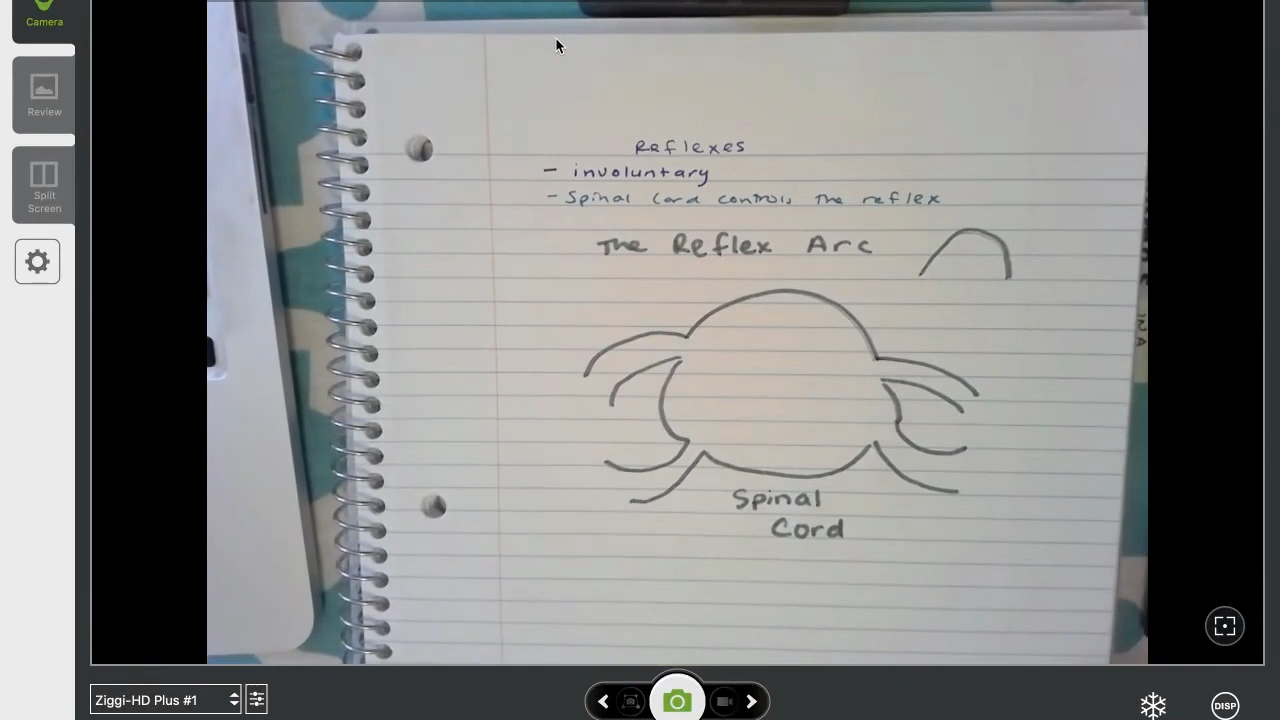 Camera
Review
Split
Screen
Reflexes
- involuntary
- Spinal Cord controls the reflex
The Reflex Arc
Spinal
Cord
Ziggi-HD Plus #1
DISP